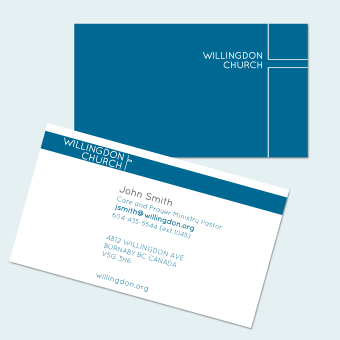 WILLINGDON
CHURCH
WILLINGDON
CHURCH
John Smith
Care and Prayer Ministry Pastor
jsmith@willingdon.org
604-435-5544 (ext.1045)
4812 WILLINGDON AVE
BURNABY BC CANADA
V5G 3H6
willingdon.org